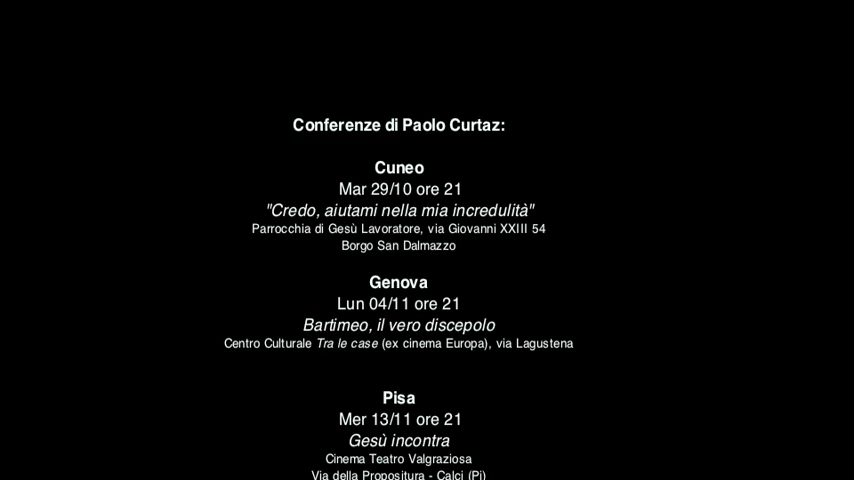 Conferenze di Paolo Curtaz:
Cuneo
Mar 29/10 ore 21
"Credo, aiutami nella mia incredulità"
Parrocchia di Gesù Lavoratore, via Giovanni XXIII 54
Borgo San Dalmazzo
Genova
Lun 04/11 ore 21
Bartimeo, il vero discepolo
Centro Culturale Tra le case (ex cinema Europa), via Lagustena
Pisa
Mer 13/11 ore 21
Gesù incontra
Cinema Teatro Valgraziosa
Via della Propositura - Calci (Pi)